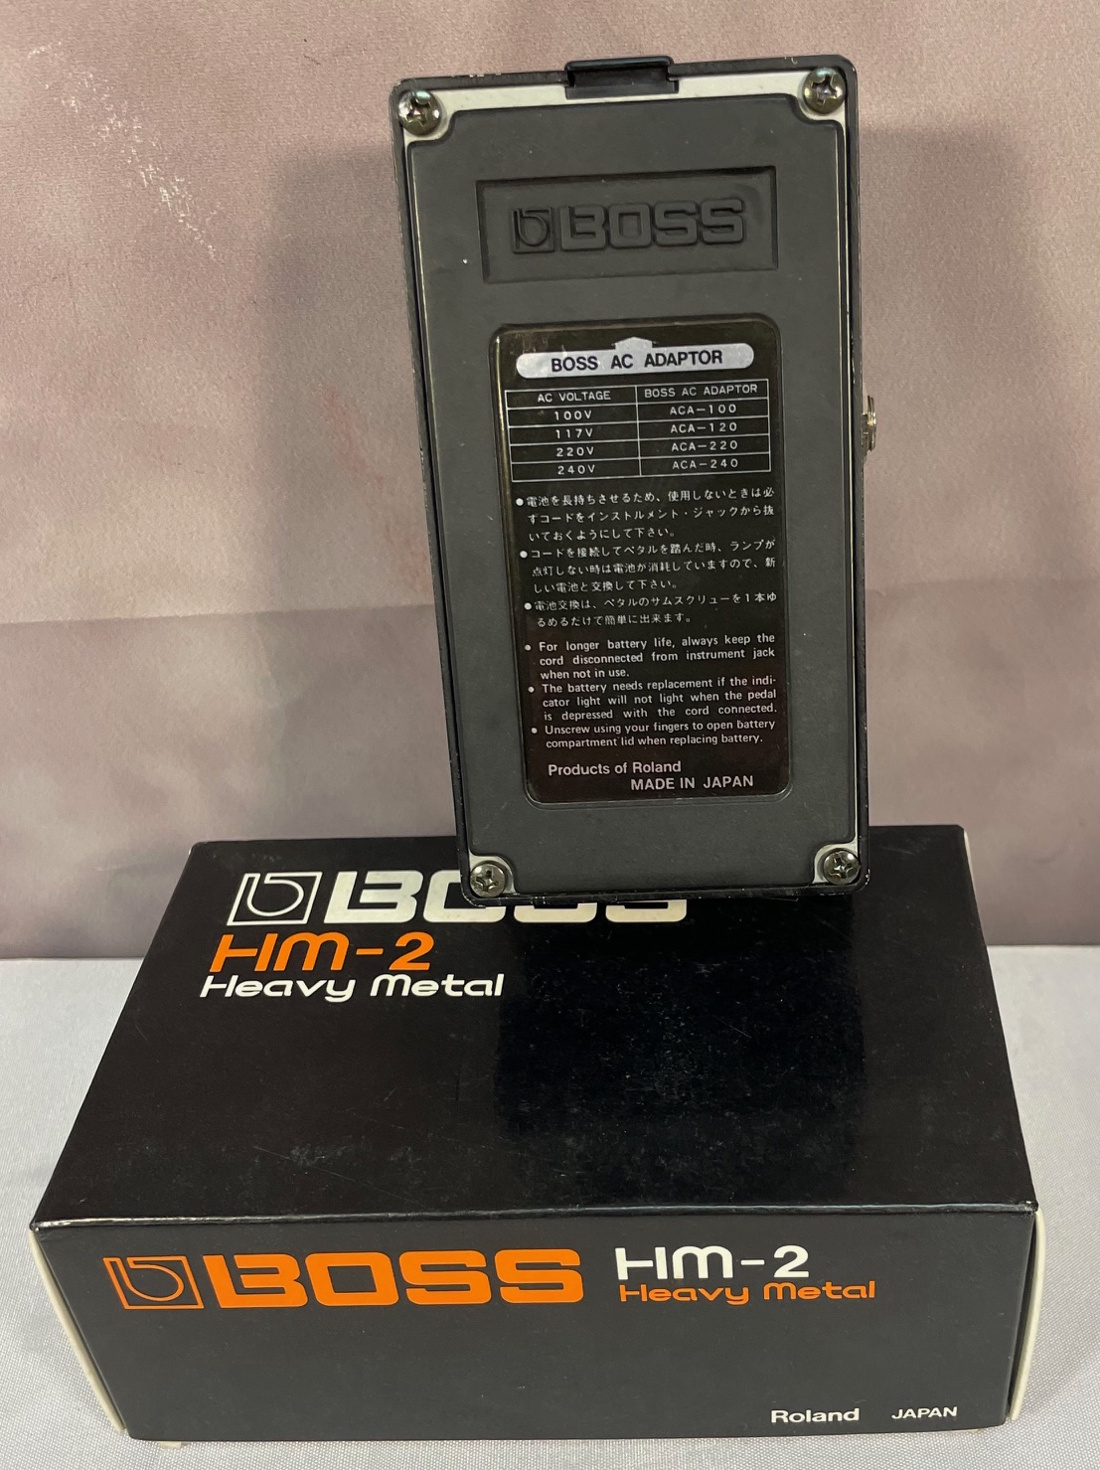 BOSS
BOSS AC ADAPTOR
AC VOLTAGE BOSS AC ADAPTOR
100V ACA-100
117V ACA-120
220V ACA-220
240V ACA-240
●電池を長持ちさせるため、使用しないときは必
ずコードをインストルメント・ジャックから抜
いておくようにして下さい。
●コードを接続してペタルを踏んだ時、ランプが
点灯しない時は電池が消耗していますので、新
しい電池と交換して下さい。
●電池交換は、ペタルのサムスクリューを1本ゆ
るめるだけで簡単に出来ます。
● For longer battery life, always keep the
cord disconnected from instrument jack
when not in use.
● The battery needs replacement if the indi-
cator light will not light when the pedal
is depressed with the cord connected.
● Unscrew using your fingers to open battery
compartment lid when replacing battery.
Products of Roland
MADE IN JAPAN
BOSS
HM-2
Heavy Metal
BOSS HM-2
Heavy Metal
Roland JAPAN